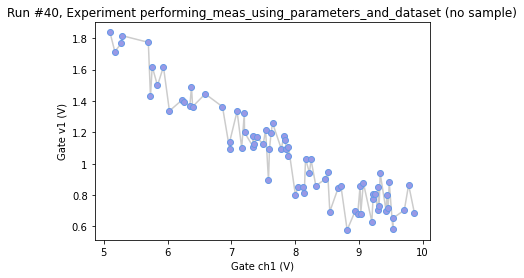 Run #40, Experiment performing_meas_using_parameters_and_dataset (no sample)
1.8
1.6
1.4
1.2
1
0.8
0.6
Gate v1 (V)
5 6 7 8 9 10
Gate ch1 (V)